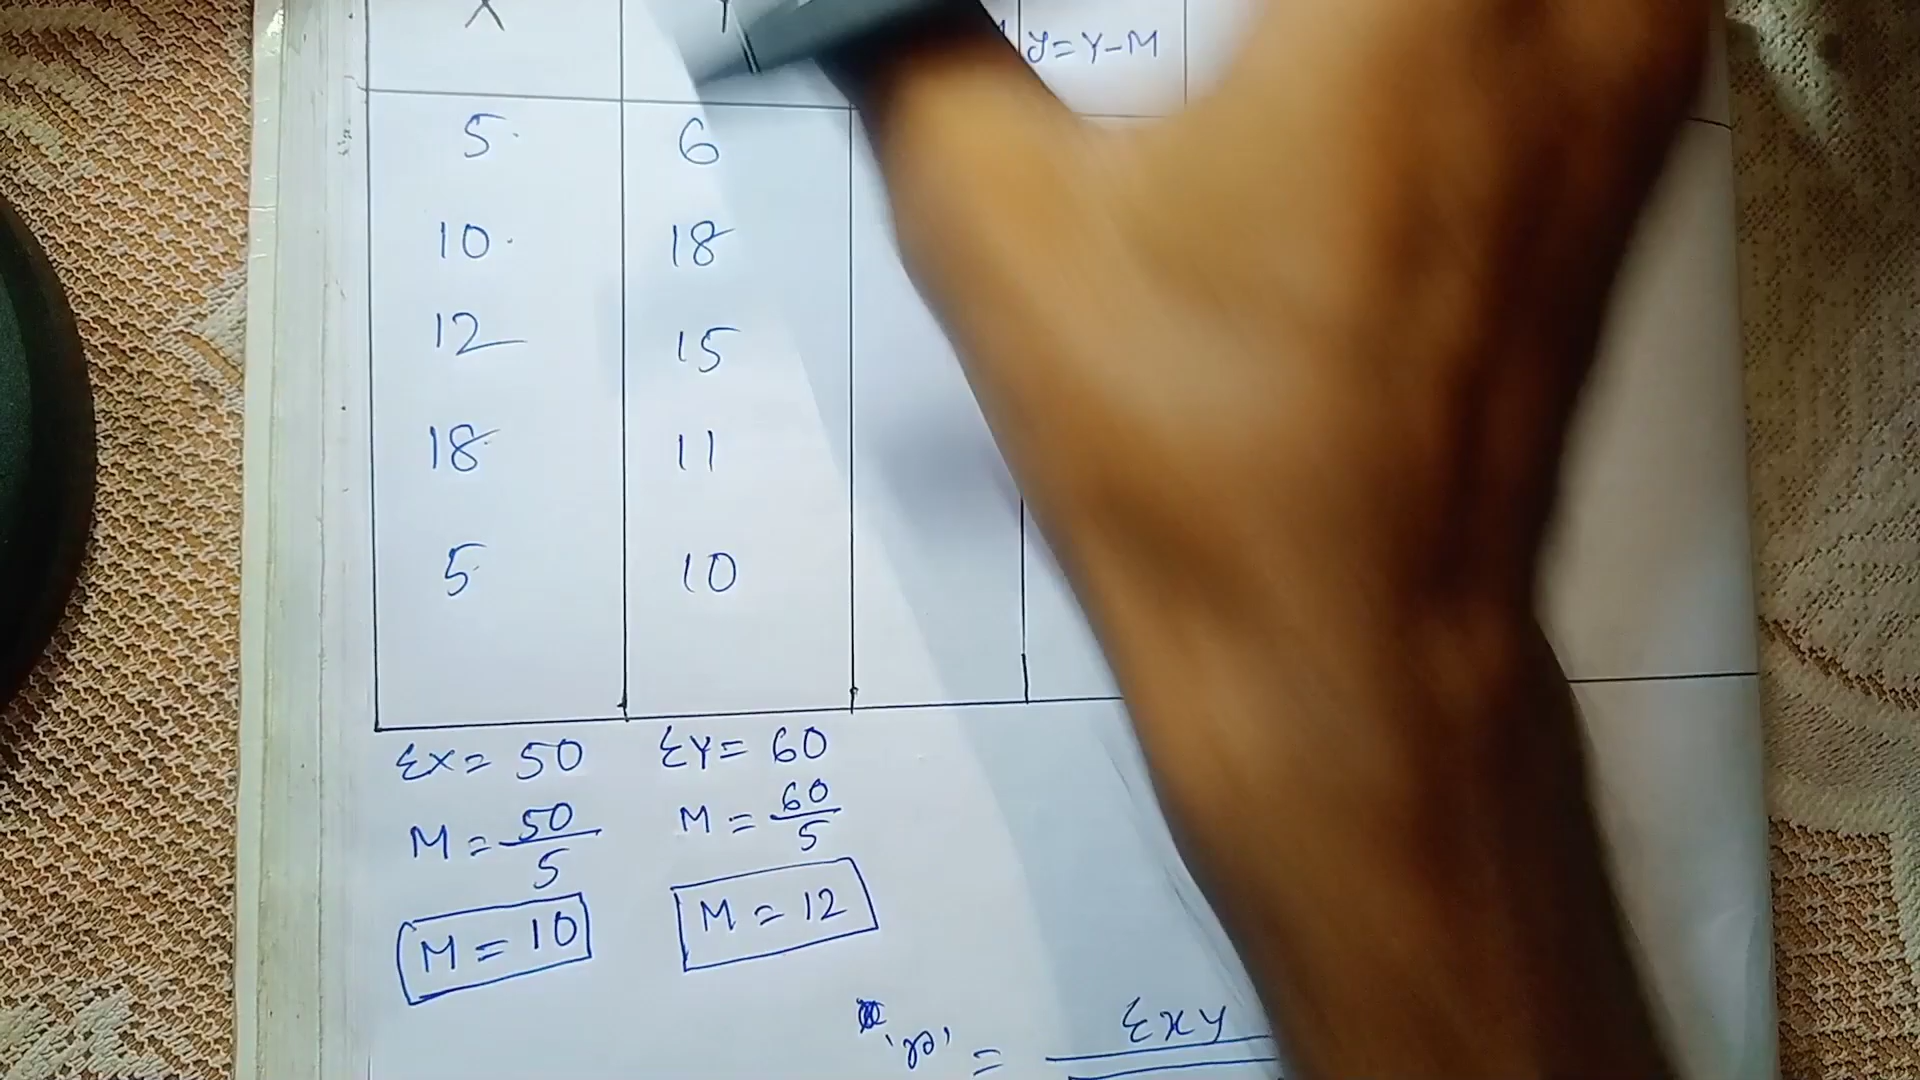 X Y y=Y-M
5 6
10 18
12 15
18 11
5 10
ΣX= 50 ΣY= 60
M = 50/5 M = 60/5
M = 10 M = 12
'r' = Σxy